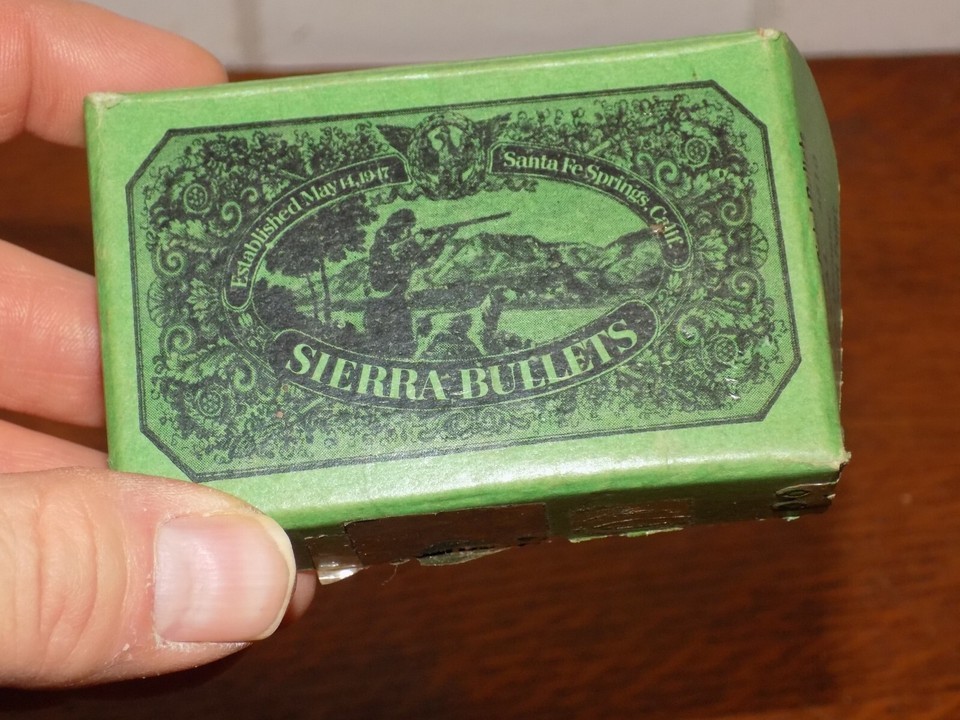 Established May 14, 1947
Santa Fe Springs, Calif.
SIERRA BULLETS